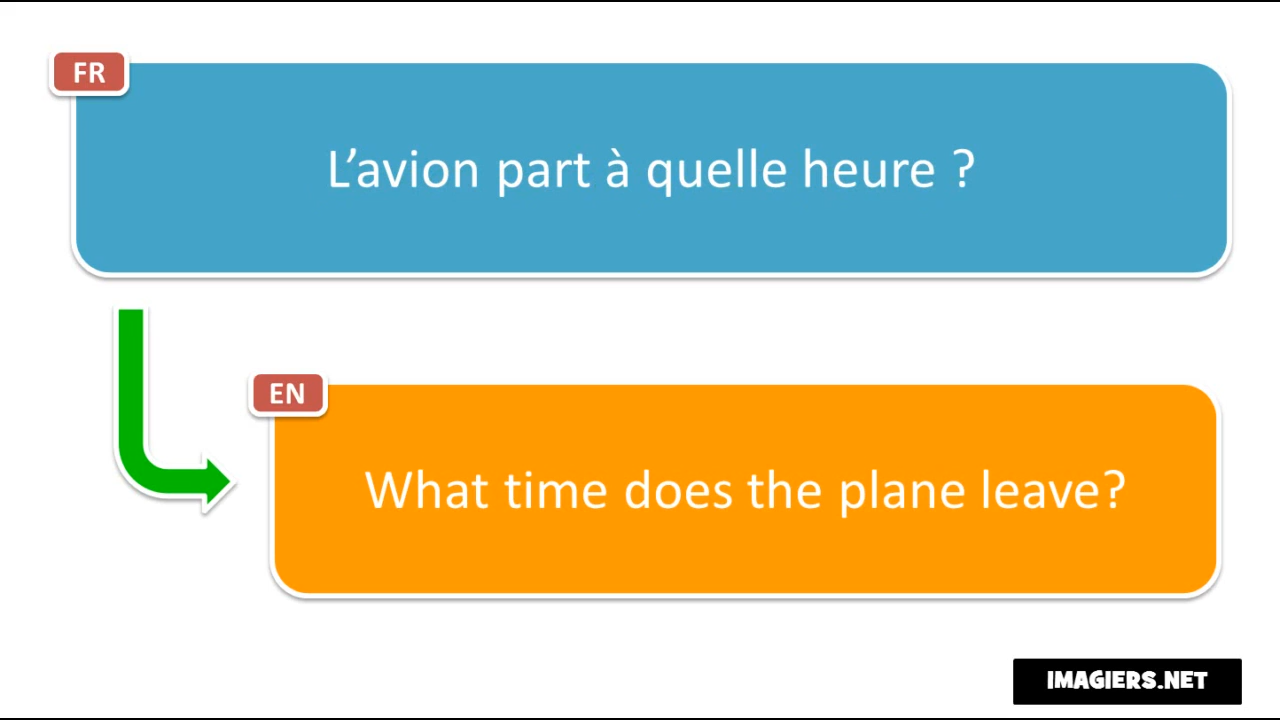 FR
L’avion part à quelle heure ?
EN
What time does the plane leave?
IMAGIERS.NET